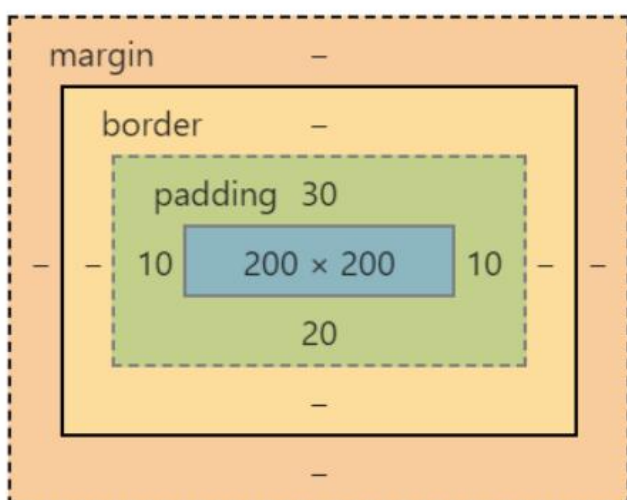 margin –
border –
padding 30
– – 10 200 × 200 10 – –
20
–
–